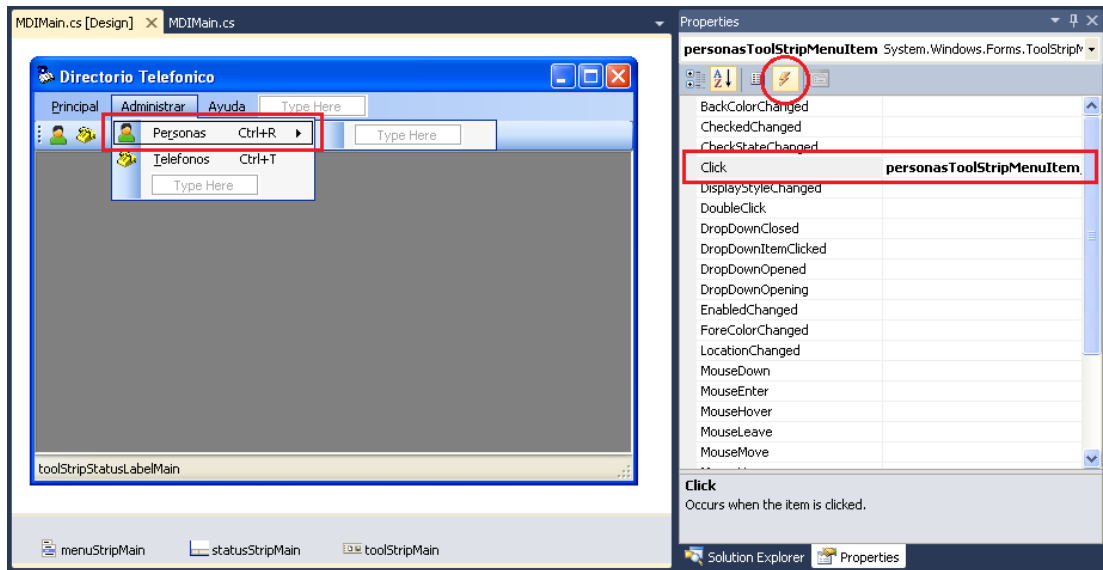 MDIMain.cs [Design] MDIMain.cs
Directorio Telefonico
Principal Administrar Ayuda Type Here
Personas Ctrl+R Type Here
Telefonos Ctrl+T
Type Here
toolStripStatusLabelMain
menuStripMain statusStripMain toolStripMain
Properties
personasToolStripMenuItem System.Windows.Forms.ToolStripM
BackColorChanged
CheckedChanged
CheckStateChanged
Click personasToolStripMenuItem_
DisplayStyleChanged
DoubleClick
DropDownClosed
DropDownItemClicked
DropDownOpened
DropDownOpening
EnabledChanged
ForeColorChanged
LocationChanged
MouseDown
MouseEnter
MouseHover
MouseLeave
MouseMove
Click
Occurs when the item is clicked.
Solution Explorer Properties